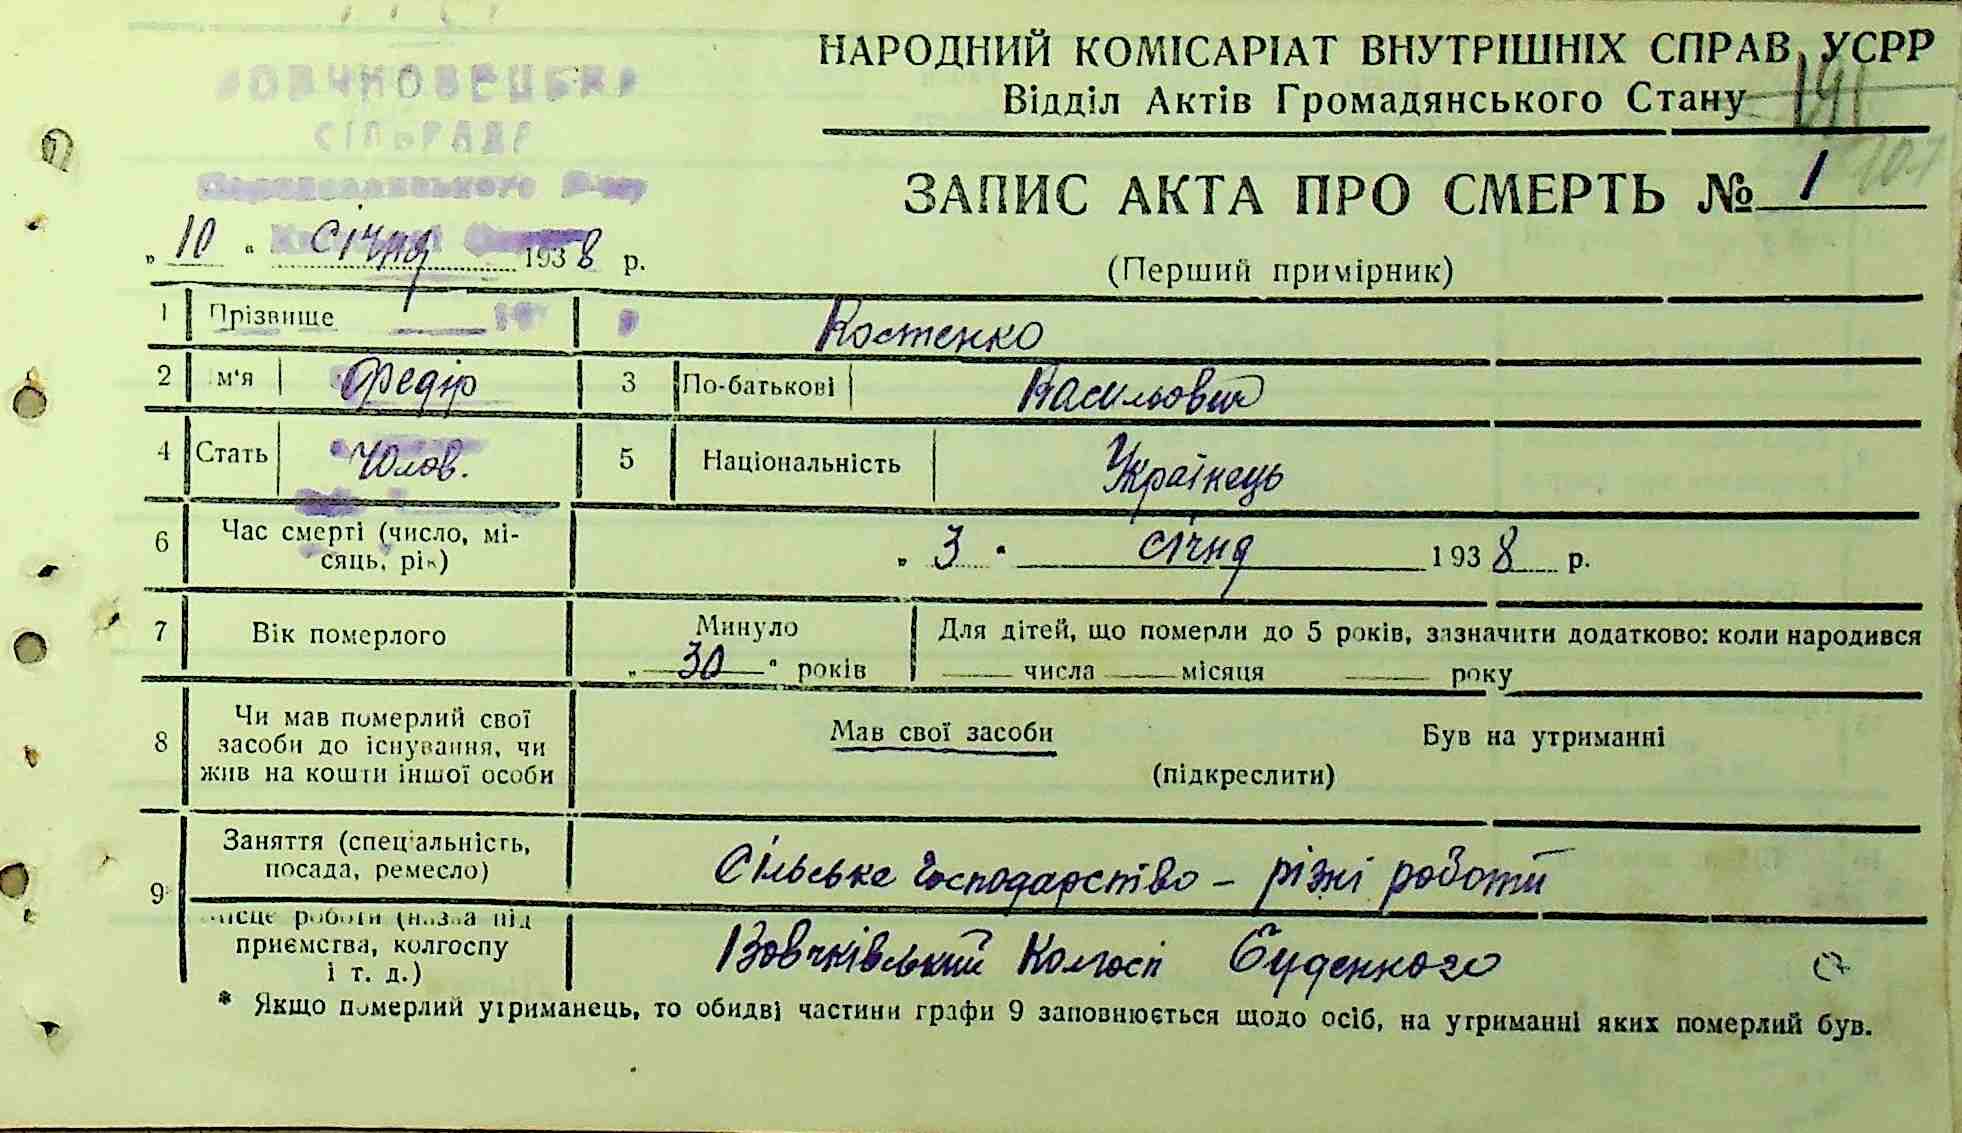 НАРОДНИЙ КОМІСАРІАТ ВНУТРІШНІХ СПРАВ УСРР
Відділ Актів Громадянського Стану
191
СІЛЬРАДА
ЗАПИС АКТА ПРО СМЕРТЬ № 1
„ 10 “ січня 1938 р.
(Перший примірник)
1 Прізвище Костенко
2 м'я Федір 3 По-батькові Васильович
4 Стать Чолов. 5 Національність Українець
6 Час смерті (число, мі-
сяць, рік) „ 3 “ січня 1938 р.
7 Вік померлого Минуло „ 30 “ років Для дітей, що померли до 5 років, зазначити додатково: коли народився
числа місяця року
8 Чи мав померлий свої
засоби до існування, чи
жив на кошти іншої особи
Мав свої засоби Був на утриманні
(підкреслити)
9 Заняття (спеціальність,
посада, ремесло) Сільське господарство – різні роботи
місце роботи (назва під
приємства, колгоспу
і т. д.) Вовчківський Колгосп Буденного
* Якщо померлий утриманець, то обидві частини графи 9 заповнюється щодо осіб, на утриманні яких померлий був.